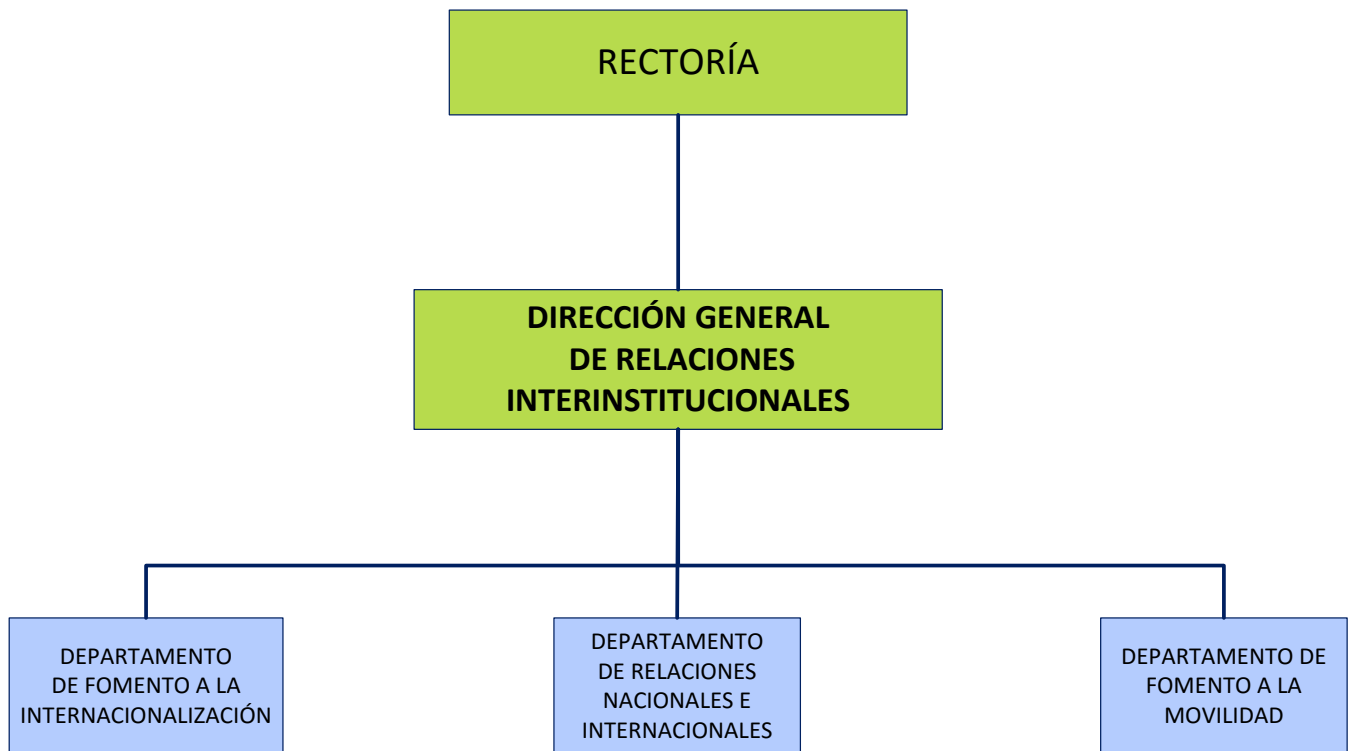 RECTORÍA
DIRECCIÓN GENERAL
DE RELACIONES
INTERINSTITUCIONALES
DEPARTAMENTO
DE FOMENTO A LA
INTERNACIONALIZACIÓN
DEPARTAMENTO
DE RELACIONES
NACIONALES E
INTERNACIONALES
DEPARTAMENTO DE
FOMENTO A LA
MOVILIDAD